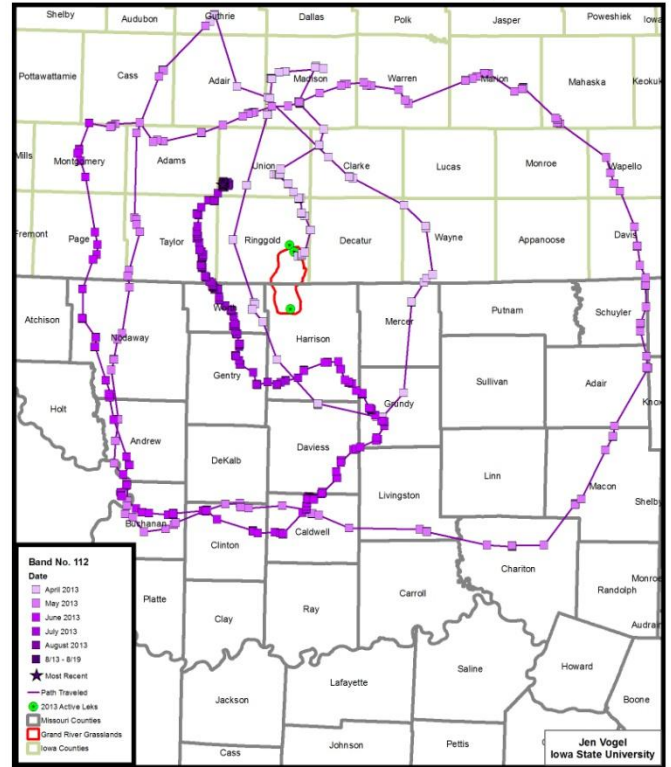 Shelby
Audubon
Guthrie
Dallas
Polk
Jasper
Poweshiek
Pottawattamie
Cass
Adair
Madison
Warren
Marion
Mahaska
Keokuk
Mills
Montgomery
Adams
Union
Clarke
Lucas
Monroe
Wapello
Fremont
Page
Taylor
Ringgold
Decatur
Wayne
Appanoose
Davis
Atchison
Nodaway
Worth
Harrison
Mercer
Putnam
Schuyler
Holt
Gentry
Sullivan
Adair
Knox
Andrew
DeKalb
Daviess
Grundy
Linn
Macon
Shelby
Buchanan
Clinton
Caldwell
Livingston
Chariton
Randolph
Monroe
Platte
Clay
Ray
Carroll
Audrain
Jackson
Lafayette
Saline
Howard
Boone
Cass
Johnson
Pettis
Band No. 112
Date
April 2013
May 2013
June 2013
July 2013
August 2013
8/13 - 8/19
Most Recent
Path Traveled
2013 Active Leks
Missouri Counties
Grand River Grasslands
Iowa Counties
Jen Vogel
Iowa State University